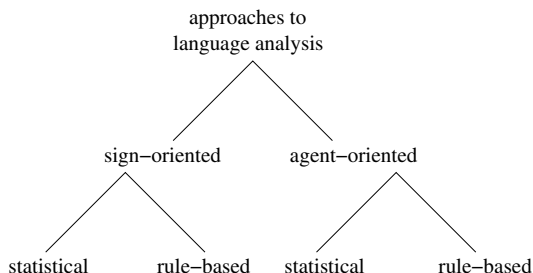 approaches to
language analysis
sign−oriented agent−oriented
statistical rule−based statistical rule−based